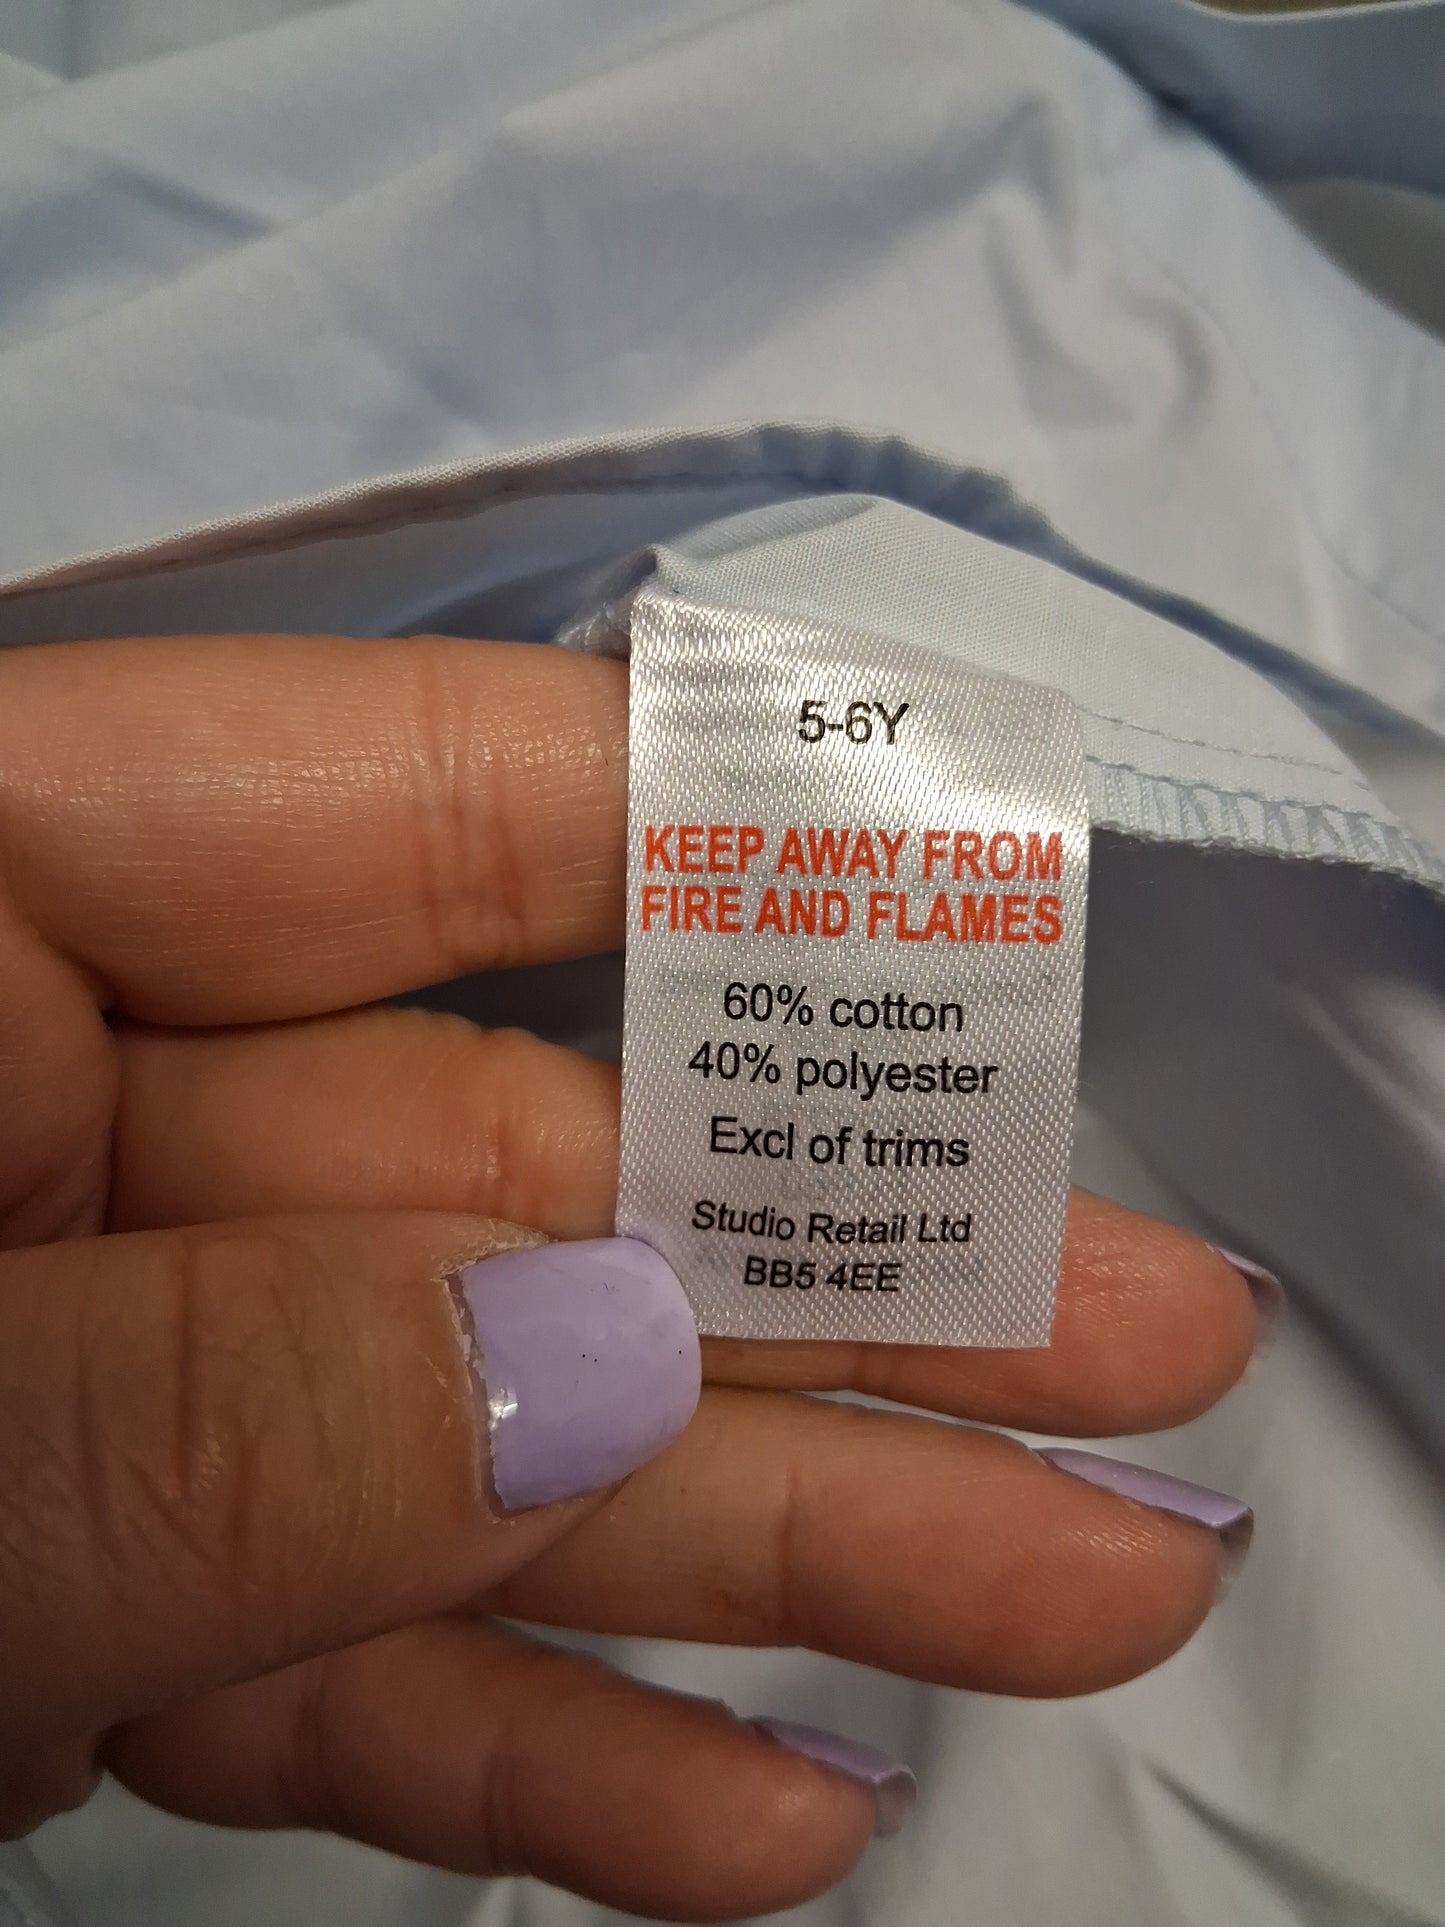 5-6Y
KEEP AWAY FROM
FIRE AND FLAMES
60% cotton
40% polyester
Excl of trims
Studio Retail Ltd
BB5 4EE